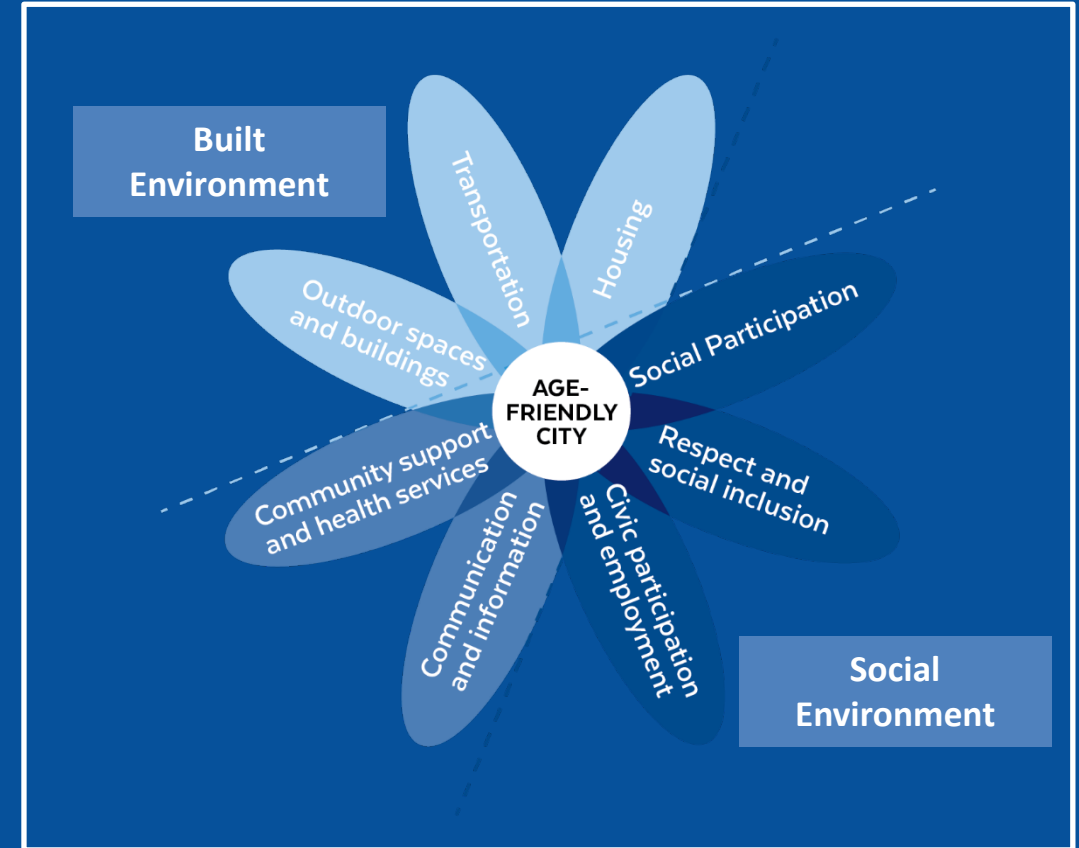 Built
Environment
Transportation
Housing
Outdoor spaces
and buildings
Social Participation
AGE-
FRIENDLY
CITY
Community support
and health services
Respect and
social inclusion
Communication
and information
Civic participation
and employment
Social
Environment